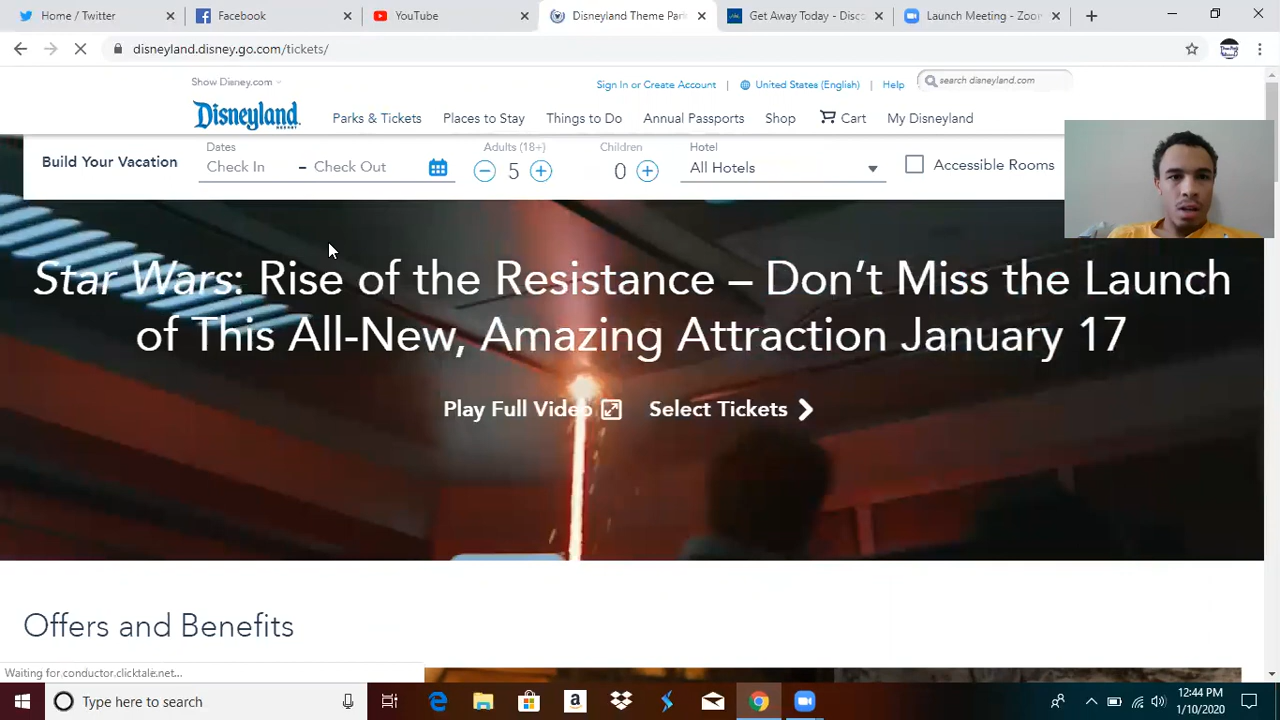 Home / Twitter
Facebook
YouTube
Disneyland Theme Par
Get Away Today - Disc
Launch Meeting - Zoo
disneyland.disney.go.com/tickets/
Show Disney.com
Sign In or Create Account | United States (English) | Help
search disneyland.com
Disneyland
RESORT
Parks & Tickets
Places to Stay
Things to Do
Annual Passports
Shop
Cart
My Disneyland
Build Your Vacation
Dates
Check In – Check Out
Adults (18+)
5
Children
0
Hotel
All Hotels
Accessible Rooms
Star Wars: Rise of the Resistance – Don't Miss the Launch
of This All-New, Amazing Attraction January 17
Play Full Video
Select Tickets
Offers and Benefits
Waiting for conductor.clicktale.net...
Type here to search
12:44 PM
1/10/2020